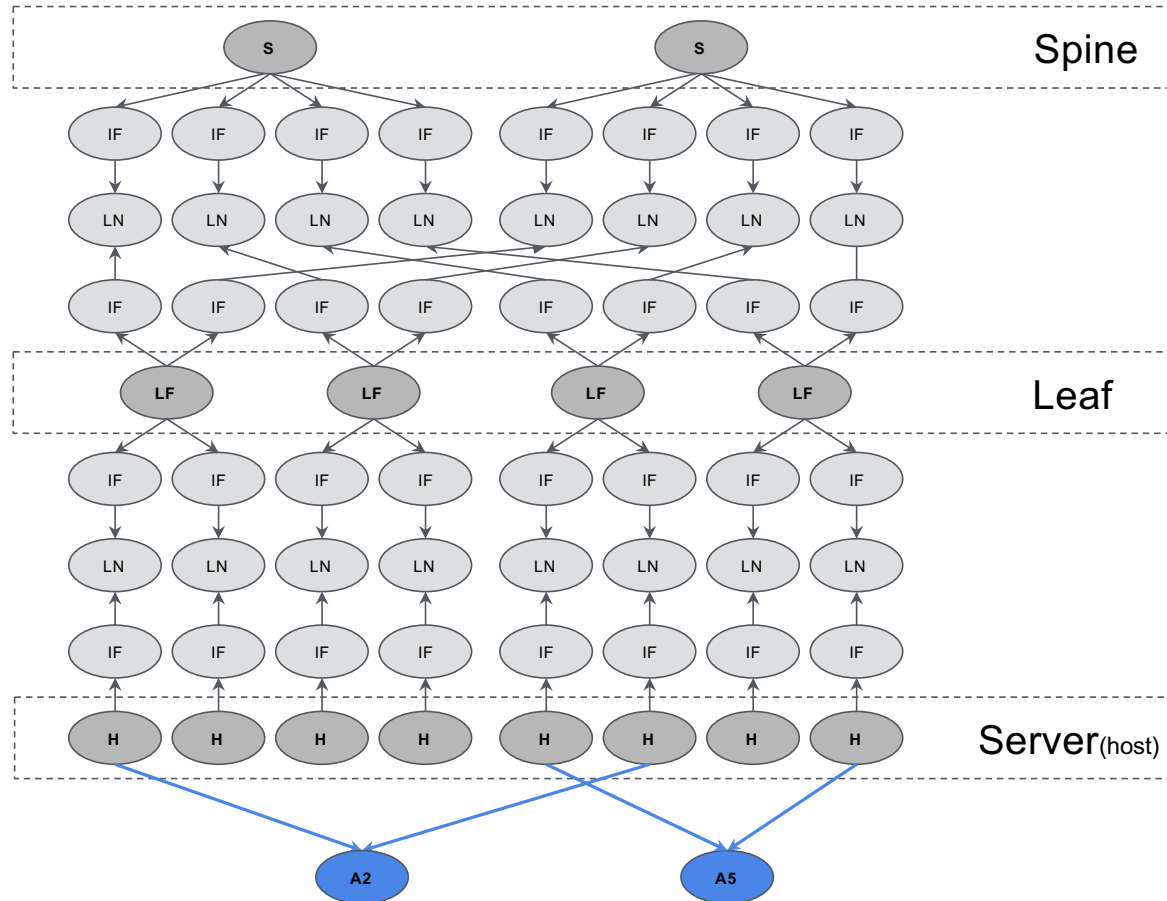 S S Spine
IF IF IF IF IF IF IF IF
LN LN LN LN LN LN LN LN
IF IF IF IF IF IF IF IF
LF LF LF LF Leaf
IF IF IF IF IF IF IF IF
LN LN LN LN LN LN LN LN
IF IF IF IF IF IF IF IF
H H H H H H H H Server(host)
A2 A5